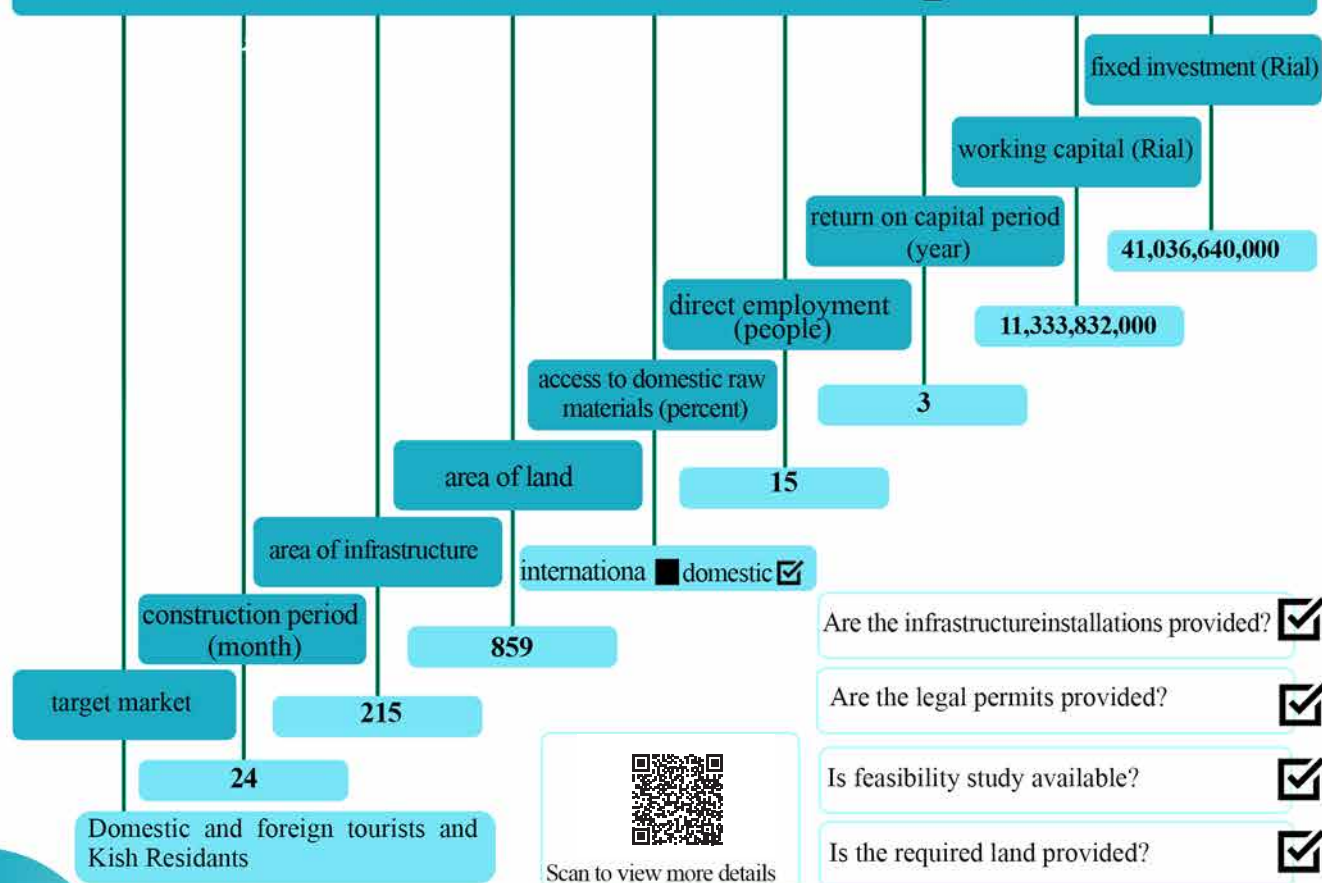 fixed investment (Rial)
41,036,640,000
working capital (Rial)
11,333,832,000
return on capital period
(year)
3
direct employment
(people)
15
access to domestic raw
materials (percent)
internationa domestic
area of land
859
area of infrastructure
215
construction period
(month)
24
target market
Domestic and foreign tourists and
Kish Residants
Are the infrastructureinstallations provided?
Are the legal permits provided?
Is feasibility study available?
Is the required land provided?
Scan to view more details